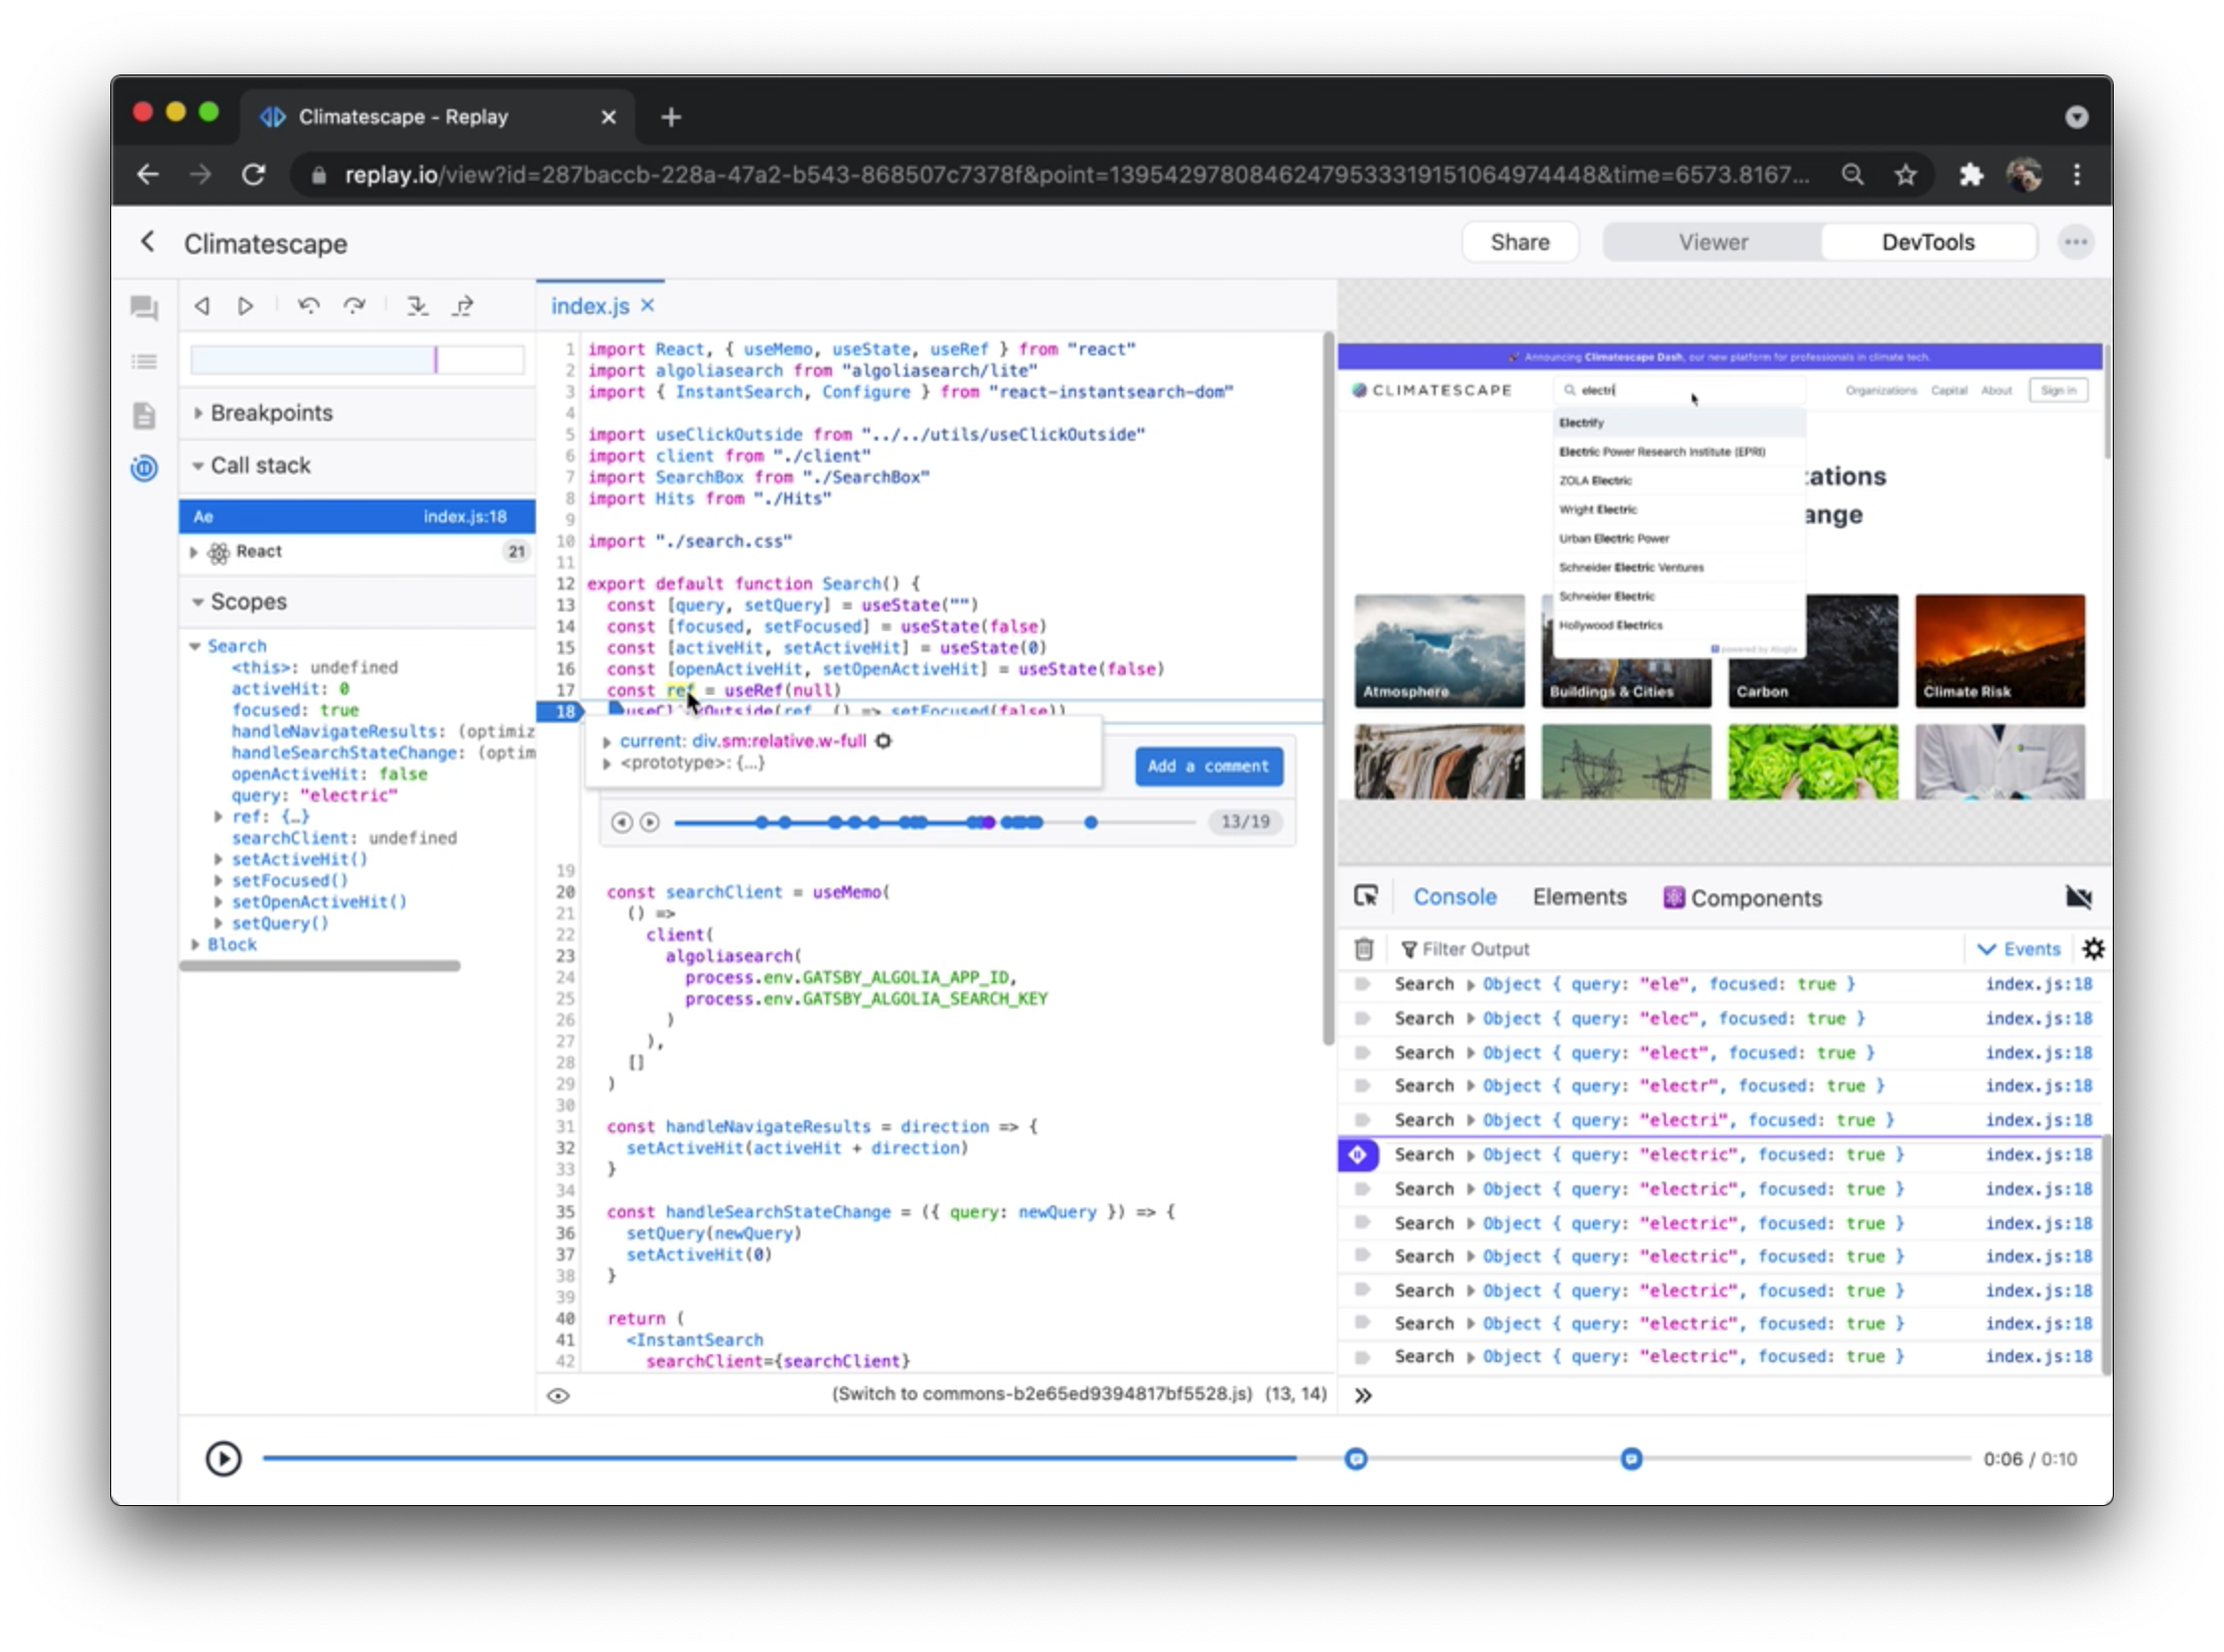 Climatescape - Replay
replay.io/view?id=287baccb-228a-47a2-b543-868507c7378f&point=13954297808462479533319151064974448&time=6573.8167...
Climatescape
Share
Viewer
DevTools
Breakpoints
Call stack
Ae index.js:18
React 21
Scopes
Search
<this>: undefined
activeHit: 0
focused: true
handleNavigateResults: (optimiz
handleSearchStateChange: (optim
openActiveHit: false
query: "electric"
ref: {…}
searchClient: undefined
setActiveHit()
setFocused()
setOpenActiveHit()
setQuery()
Block
index.js
1 import React, { useMemo, useState, useRef } from "react"
2 import algoliasearch from "algoliasearch/lite"
3 import { InstantSearch, Configure } from "react-instantsearch-dom"
4
5 import useClickOutside from "../../utils/useClickOutside"
6 import client from "./client"
7 import SearchBox from "./SearchBox"
8 import Hits from "./Hits"
9
10 import "./search.css"
11
12 export default function Search() {
13 const [query, setQuery] = useState("")
14 const [focused, setFocused] = useState(false)
15 const [activeHit, setActiveHit] = useState(0)
16 const [openActiveHit, setOpenActiveHit] = useState(false)
17 const ref = useRef(null)
18 useClickOutside(ref, () => setFocused(false))
current: div.sm:relative.w-full
<prototype>: {…}
Add a comment
13/19
19
20 const searchClient = useMemo(
21 () =>
22 client(
23 algoliasearch(
24 process.env.GATSBY_ALGOLIA_APP_ID,
25 process.env.GATSBY_ALGOLIA_SEARCH_KEY
26 )
27 ),
28 []
29 )
30
31 const handleNavigateResults = direction => {
32 setActiveHit(activeHit + direction)
33 }
34
35 const handleSearchStateChange = ({ query: newQuery }) => {
36 setQuery(newQuery)
37 setActiveHit(0)
38 }
39
40 return (
41 <InstantSearch
42 searchClient={searchClient}
(Switch to commons-b2e65ed9394817bf5528.js) (13, 14)
Announcing Climatescape Dash, our new platform for professionals in climate tech.
CLIMATESCAPE
electri
Organizations Capital About Sign in
Electrify
Electric Power Research Institute (EPRI)
ZOLA Electric
Wright Electric
Urban Electric Power
Schneider Electric Ventures
Schneider Electric
Hollywood Electrics
powered by Algolia
zations
ange
Atmosphere
Buildings & Cities
Carbon
Climate Risk
Console
Elements
Components
Filter Output
Events
Search Object { query: "ele", focused: true } index.js:18
Search Object { query: "elec", focused: true } index.js:18
Search Object { query: "elect", focused: true } index.js:18
Search Object { query: "electr", focused: true } index.js:18
Search Object { query: "electri", focused: true } index.js:18
Search Object { query: "electric", focused: true } index.js:18
Search Object { query: "electric", focused: true } index.js:18
Search Object { query: "electric", focused: true } index.js:18
Search Object { query: "electric", focused: true } index.js:18
Search Object { query: "electric", focused: true } index.js:18
Search Object { query: "electric", focused: true } index.js:18
Search Object { query: "electric", focused: true } index.js:18
0:06 / 0:10